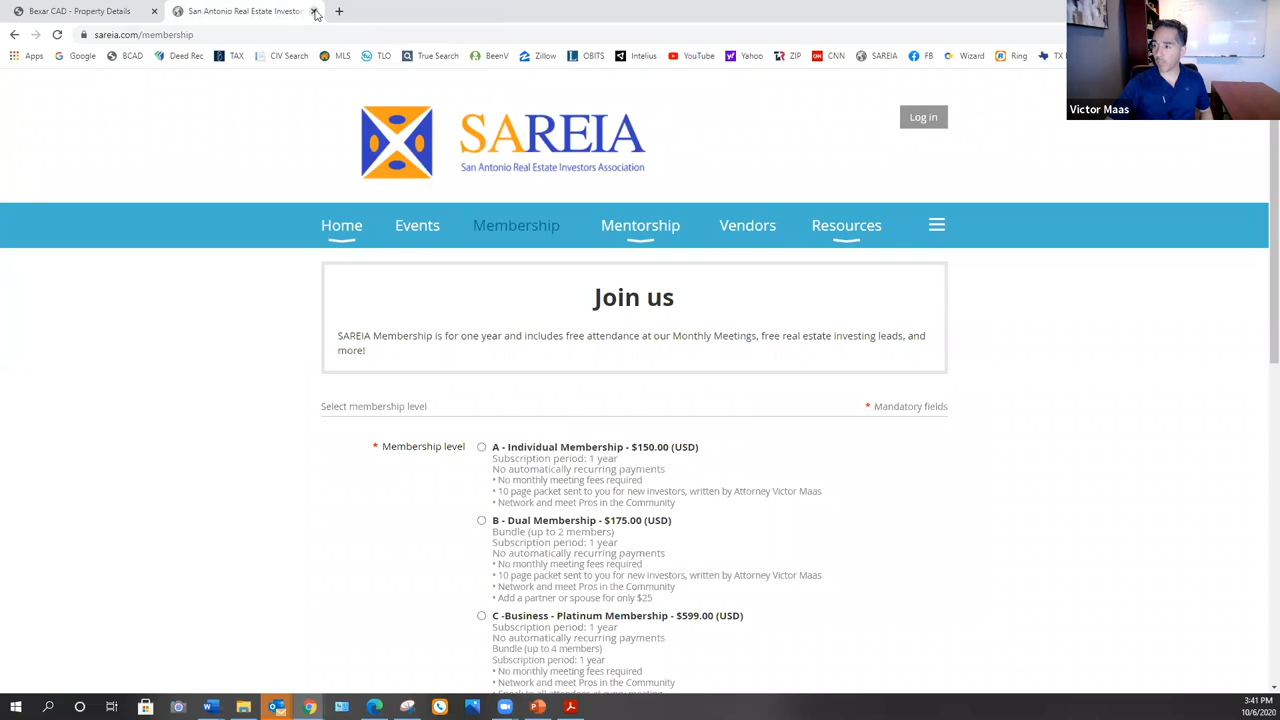 Bexar CAD - Property Details
San Antonio Real Estate Investor
sareia.com/membership
Apps Google BCAD Deed Rec TAX CIV Search MLS TLO True Search BeenV Zillow OBITS Intelius YouTube Yahoo ZIP CNN SAREIA FB Wizard Ring TX
Victor Maas
SAREIA
San Antonio Real Estate Investors Association
Log in
Home Events Membership Mentorship Vendors Resources
Join us
SAREIA Membership is for one year and includes free attendance at our Monthly Meetings, free real estate investing leads, and
more!
Select membership level
* Mandatory fields
* Membership level
A - Individual Membership - $150.00 (USD)
Subscription period: 1 year
No automatically recurring payments
• No monthly meeting fees required
• 10 page packet sent to you for new investors, written by Attorney Victor Maas
• Network and meet Pros in the Community
B - Dual Membership - $175.00 (USD)
Bundle (up to 2 members)
Subscription period: 1 year
No automatically recurring payments
• No monthly meeting fees required
• 10 page packet sent to you for new investors, written by Attorney Victor Maas
• Network and meet Pros in the Community
• Add a partner or spouse for only $25
C -Business - Platinum Membership - $599.00 (USD)
Subscription period: 1 year
No automatically recurring payments
Bundle (up to 4 members)
Subscription period: 1 year
• No monthly meeting fees required
• Network and meet Pros in the Community
3:41 PM
10/6/2020